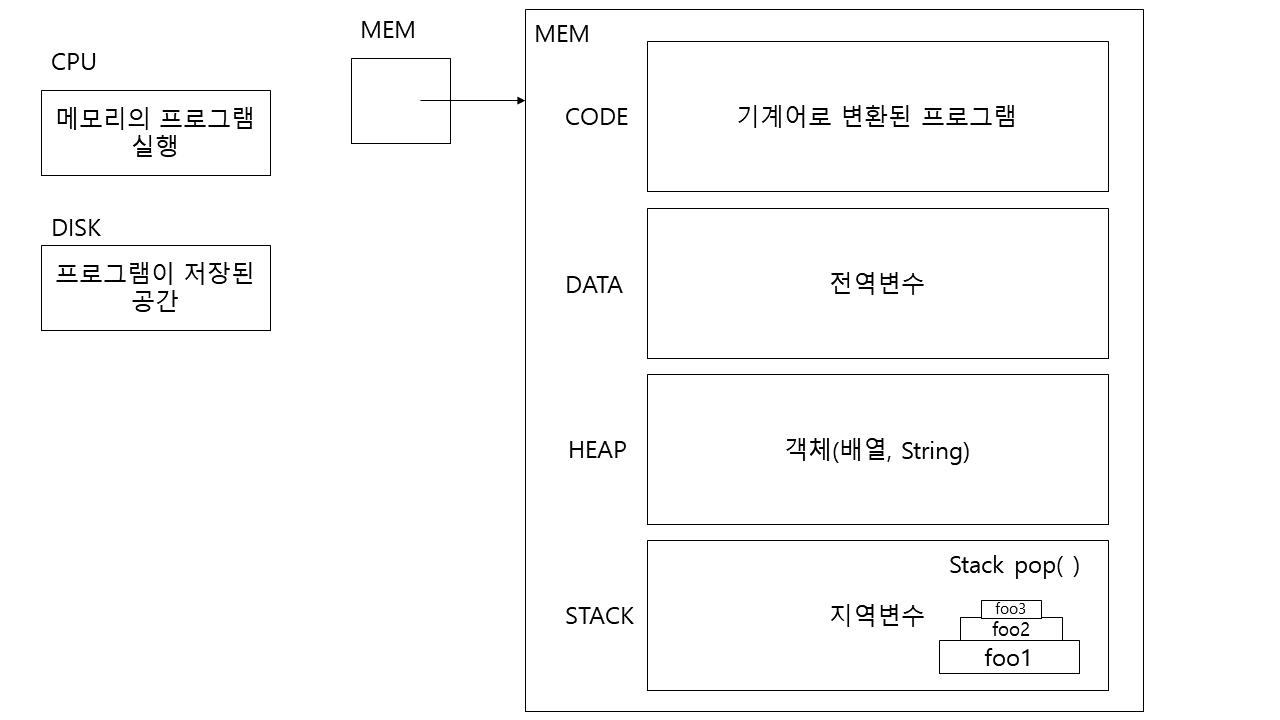 CPU
메모리의 프로그램
실행
DISK
프로그램이 저장된
공간
MEM
MEM
CODE
기계어로 변환된 프로그램
DATA
전역변수
HEAP
객체(배열, String)
STACK
지역변수
Stack pop( )
foo3
foo2
foo1